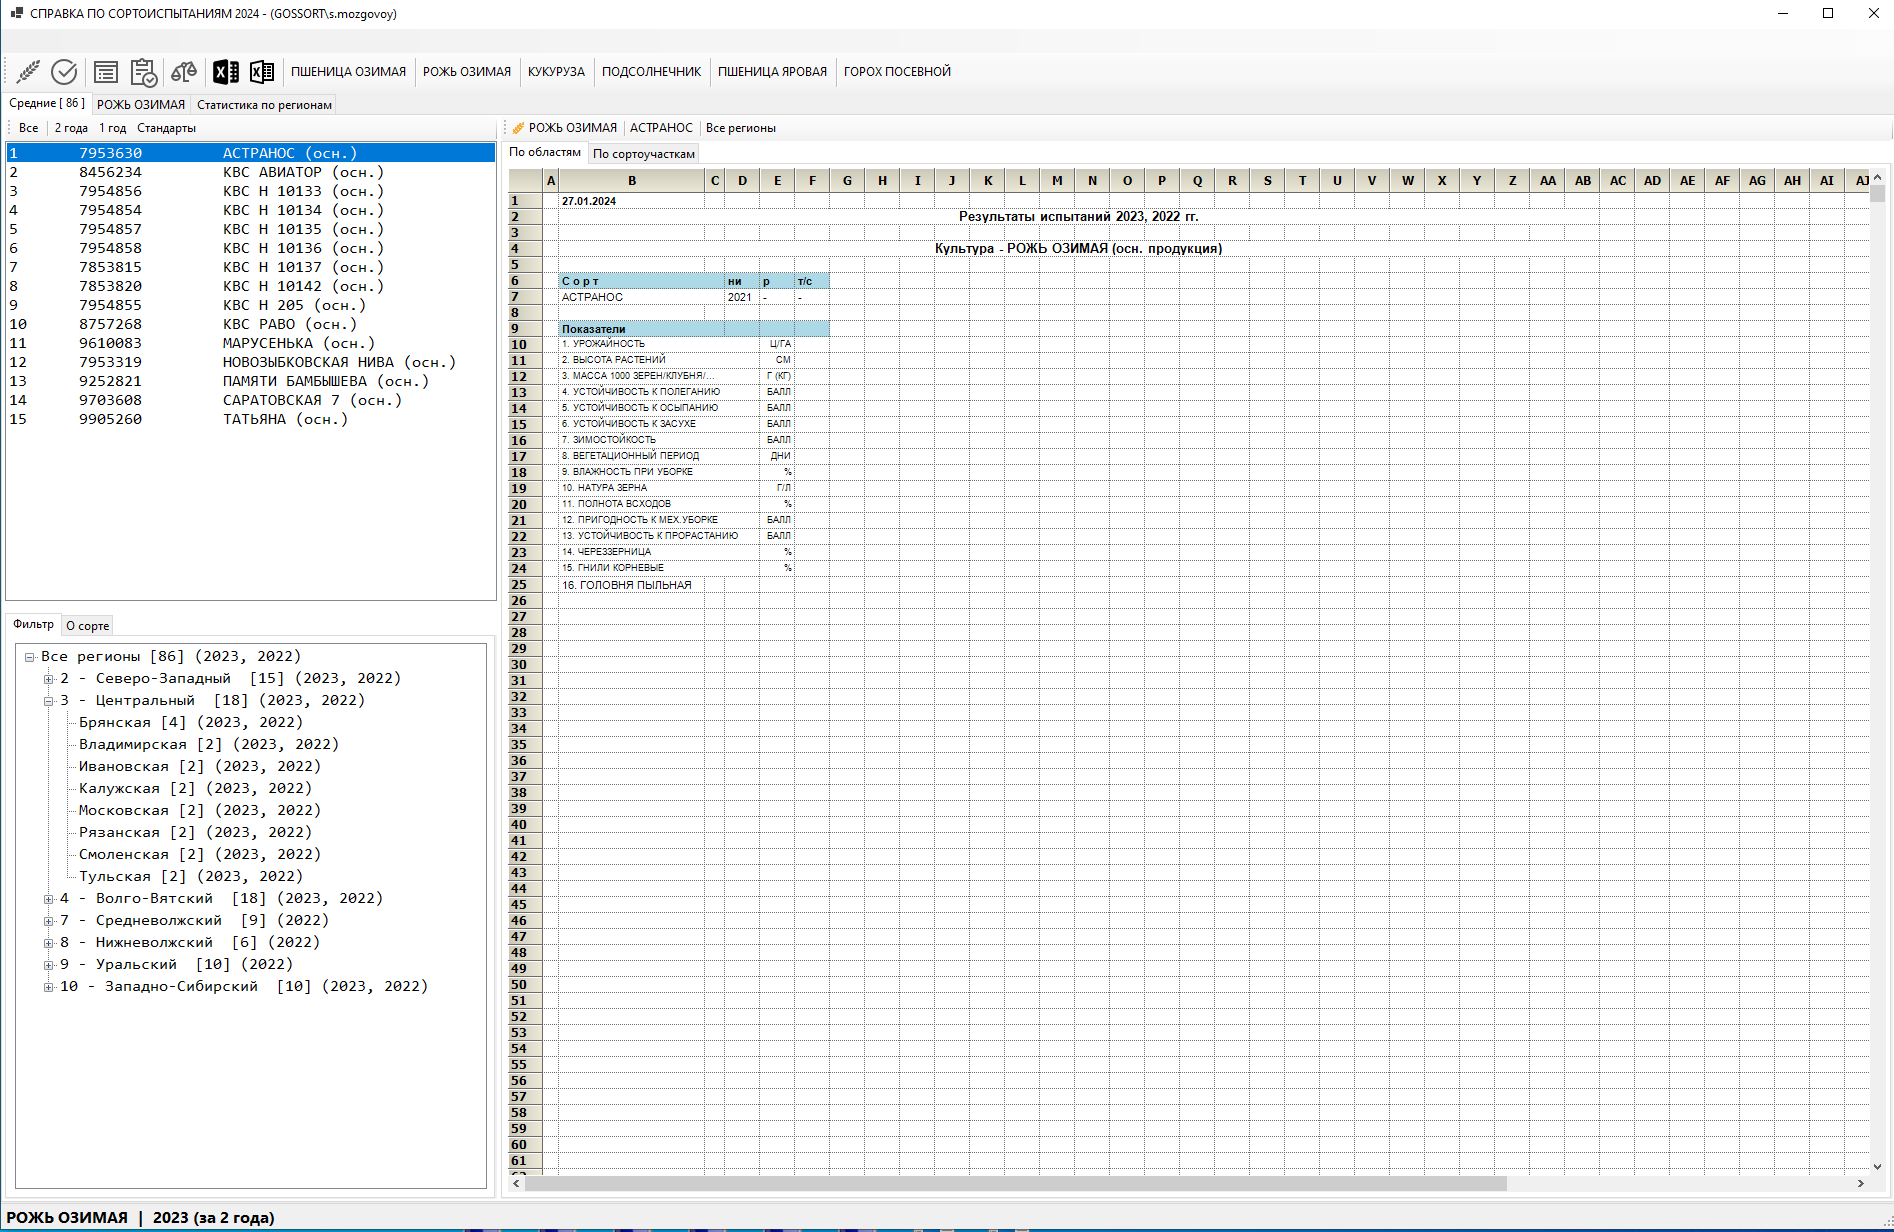 СПРАВКА ПО СОРТОИСПЫТАНИЯМ 2024 - (GOSSORT\s.mozgovoy)
ПШЕНИЦА ОЗИМАЯ РОЖЬ ОЗИМАЯ КУКУРУЗА ПОДСОЛНЕЧНИК ПШЕНИЦА ЯРОВАЯ ГОРОХ ПОСЕВНОЙ
Средние [ 86 ] РОЖЬ ОЗИМАЯ Статистика по регионам
Все 2 года 1 год Стандарты
1 7953630 АСТРАНОС (осн.)
2 8456234 КВС АВИАТОР (осн.)
3 7954856 КВС Н 10133 (осн.)
4 7954854 КВС Н 10134 (осн.)
5 7954857 КВС Н 10135 (осн.)
6 7954858 КВС Н 10136 (осн.)
7 7853815 КВС Н 10137 (осн.)
8 7853820 КВС Н 10142 (осн.)
9 7954855 КВС Н 205 (осн.)
10 8757268 КВС РАВО (осн.)
11 9610083 МАРУСЕНЬКА (осн.)
12 7953319 НОВОЗЫБКОВСКАЯ НИВА (осн.)
13 9252821 ПАМЯТИ БАМБЫШЕВА (осн.)
14 9703608 САРАТОВСКАЯ 7 (осн.)
15 9905260 ТАТЬЯНА (осн.)
Фильтр О сорте
Все регионы [86] (2023, 2022)
2 - Северо-Западный [15] (2023, 2022)
3 - Центральный [18] (2023, 2022)
Брянская [4] (2023, 2022)
Владимирская [2] (2023, 2022)
Ивановская [2] (2023, 2022)
Калужская [2] (2023, 2022)
Московская [2] (2023, 2022)
Рязанская [2] (2023, 2022)
Смоленская [2] (2023, 2022)
Тульская [2] (2023, 2022)
4 - Волго-Вятский [18] (2023, 2022)
7 - Средневолжский [9] (2022)
8 - Нижневолжский [6] (2022)
9 - Уральский [10] (2022)
10 - Западно-Сибирский [10] (2023, 2022)
РОЖЬ ОЗИМАЯ АСТРАНОС Все регионы
По областям По сортоучасткам
A B C D E F G H I J K L M N O P Q R S T U V W X Y Z AA AB AC AD AE AF AG AH AI AJ
1 27.01.2024
2 Результаты испытаний 2023, 2022 гг.
3
4 Культура - РОЖЬ ОЗИМАЯ (осн. продукция)
5
6 С о р т ни р т/с
7 АСТРАНОС 2021 - -
8
9 Показатели
10 1. УРОЖАЙНОСТЬ Ц/ГА
11 2. ВЫСОТА РАСТЕНИЙ СМ
12 3. МАССА 1000 ЗЕРЕН/КЛУБНЯ/... Г (КГ)
13 4. УСТОЙЧИВОСТЬ К ПОЛЕГАНИЮ БАЛЛ
14 5. УСТОЙЧИВОСТЬ К ОСЫПАНИЮ БАЛЛ
15 6. УСТОЙЧИВОСТЬ К ЗАСУХЕ БАЛЛ
16 7. ЗИМОСТОЙКОСТЬ БАЛЛ
17 8. ВЕГЕТАЦИОННЫЙ ПЕРИОД ДНИ
18 9. ВЛАЖНОСТЬ ПРИ УБОРКЕ %
19 10. НАТУРА ЗЕРНА Г/Л
20 11. ПОЛНОТА ВСХОДОВ %
21 12. ПРИГОДНОСТЬ К МЕХ.УБОРКЕ БАЛЛ
22 13. УСТОЙЧИВОСТЬ К ПРОРАСТАНИЮ БАЛЛ
23 14. ЧЕРЕЗЗЕРНИЦА %
24 15. ГНИЛИ КОРНЕВЫЕ %
25 16. ГОЛОВНЯ ПЫЛЬНАЯ
26
27
28
29
30
31
32
33
34
35
36
37
38
39
40
41
42
43
44
45
46
47
48
49
50
51
52
53
54
55
56
57
58
59
60
61
62
РОЖЬ ОЗИМАЯ | 2023 (за 2 года)